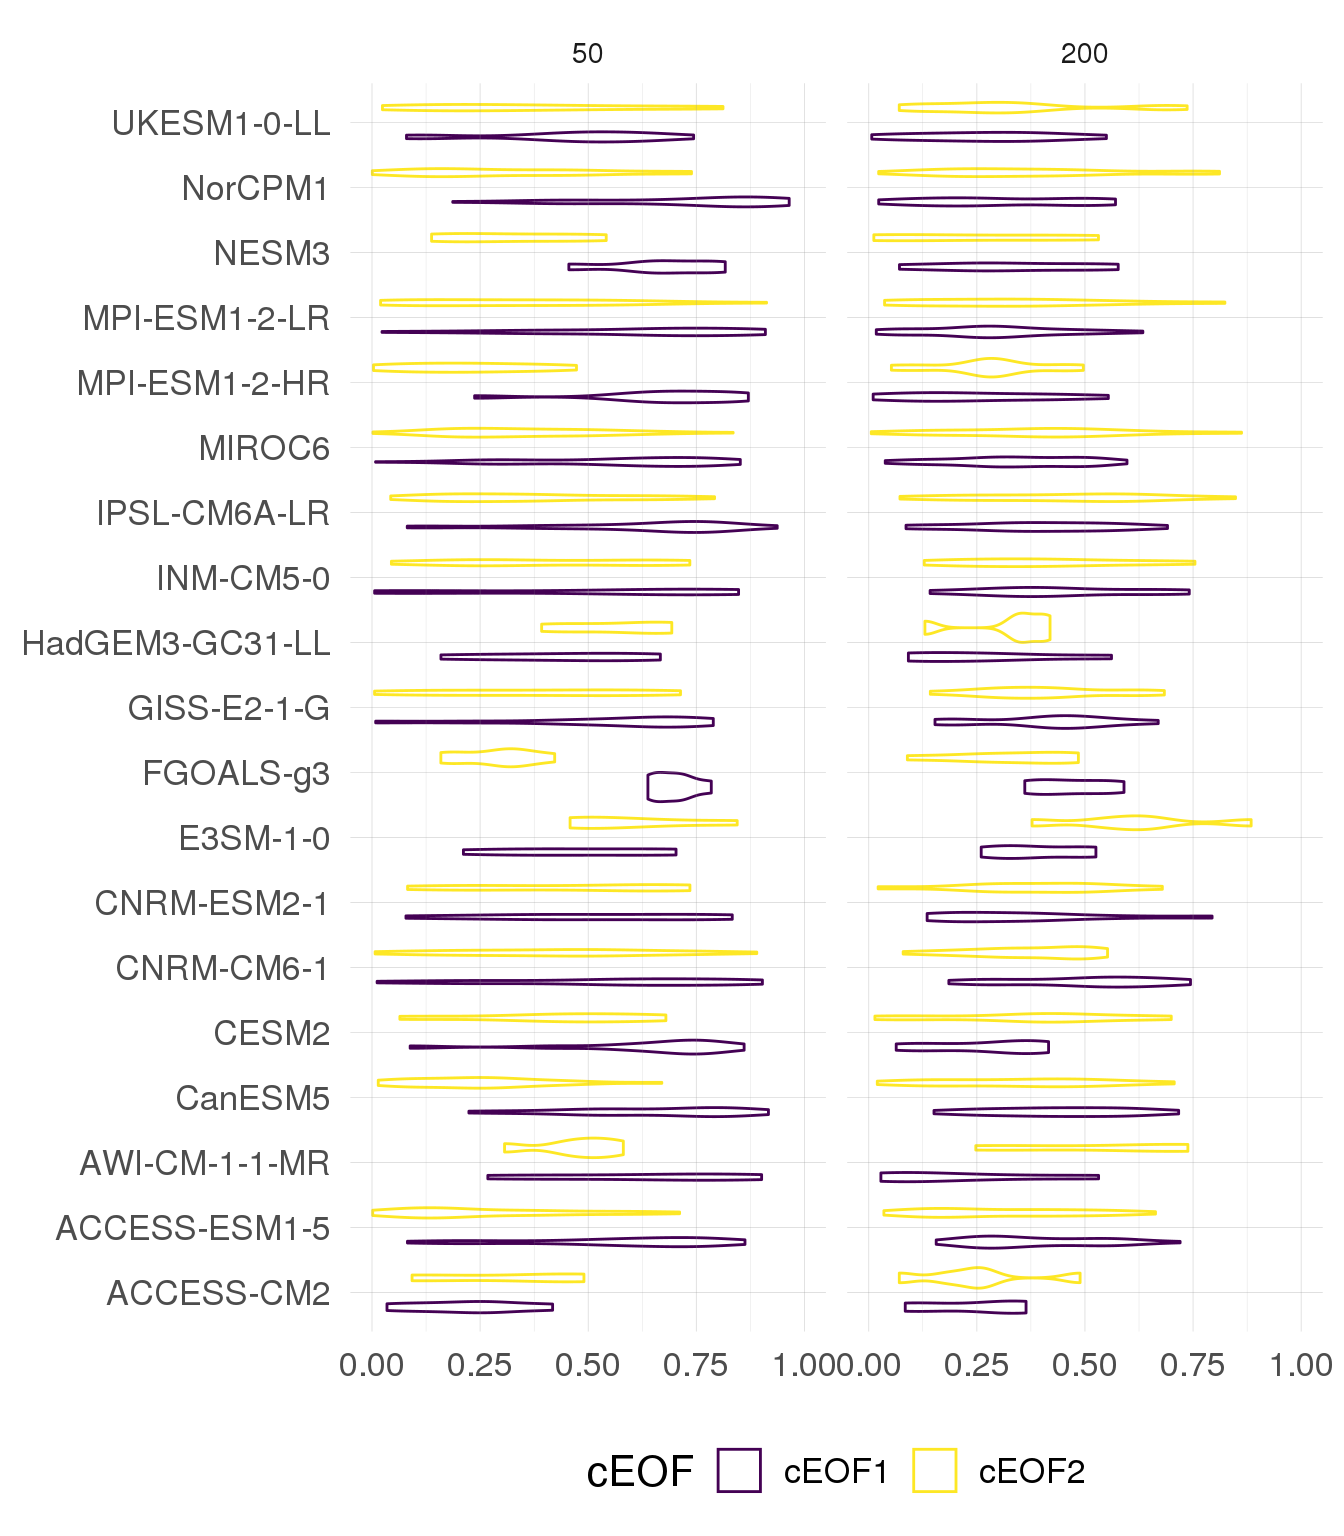 50 200
UKESM1-0-LL
NorCPM1
NESM3
MPI-ESM1-2-LR
MPI-ESM1-2-HR
MIROC6
IPSL-CM6A-LR
INM-CM5-0
HadGEM3-GC31-LL
GISS-E2-1-G
FGOALS-g3
E3SM-1-0
CNRM-ESM2-1
CNRM-CM6-1
CESM2
CanESM5
AWI-CM-1-1-MR
ACCESS-ESM1-5
ACCESS-CM2
0.00 0.25 0.50 0.75 1.00 0.00 0.25 0.50 0.75 1.00
cEOF cEOF1 cEOF2